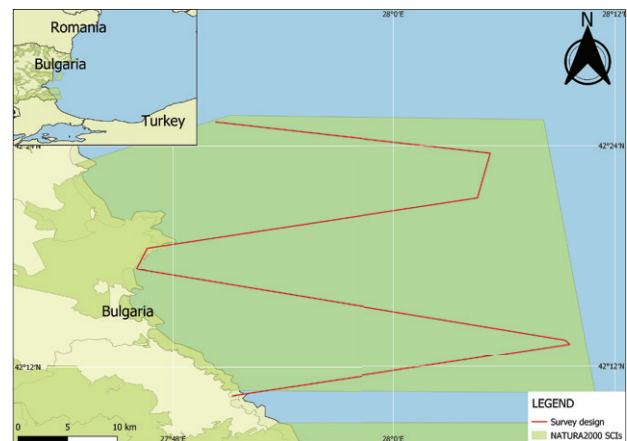 Romania
Bulgaria
Turkey
28°0'E
28°12'E
N
42°24'N
42°24'N
Bulgaria
42°12'N
42°12'N
LEGEND
Survey design
NATURA2000 SCIs
0 5 10 km
27°48'E
28°0'E